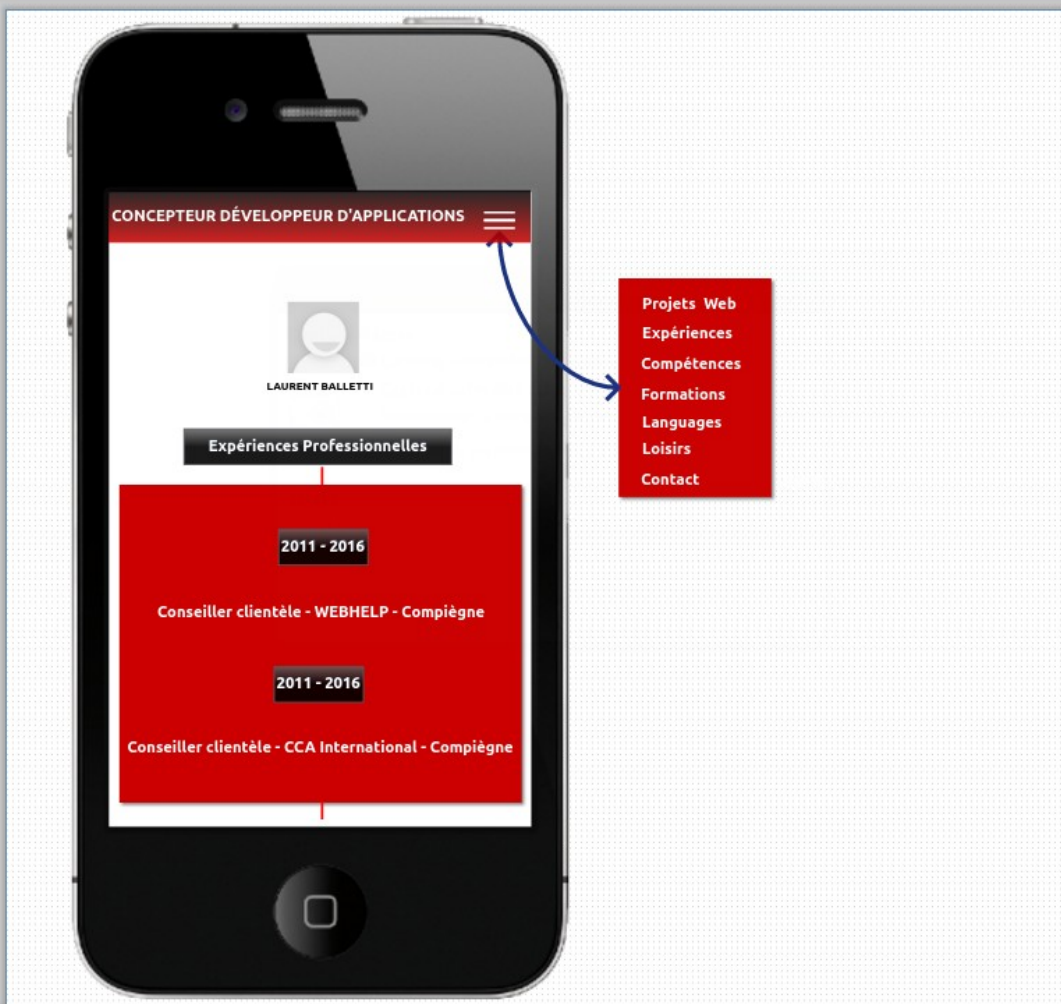 CONCEPTEUR DÉVELOPPEUR D'APPLICATIONS
LAURENT BALLETTI
Expériences Professionnelles
2011 - 2016
Conseiller clientèle - WEBHELP - Compiègne
2011 - 2016
Conseiller clientèle - CCA International - Compiègne
Projets Web
Expériences
Compétences
Formations
Languages
Loisirs
Contact